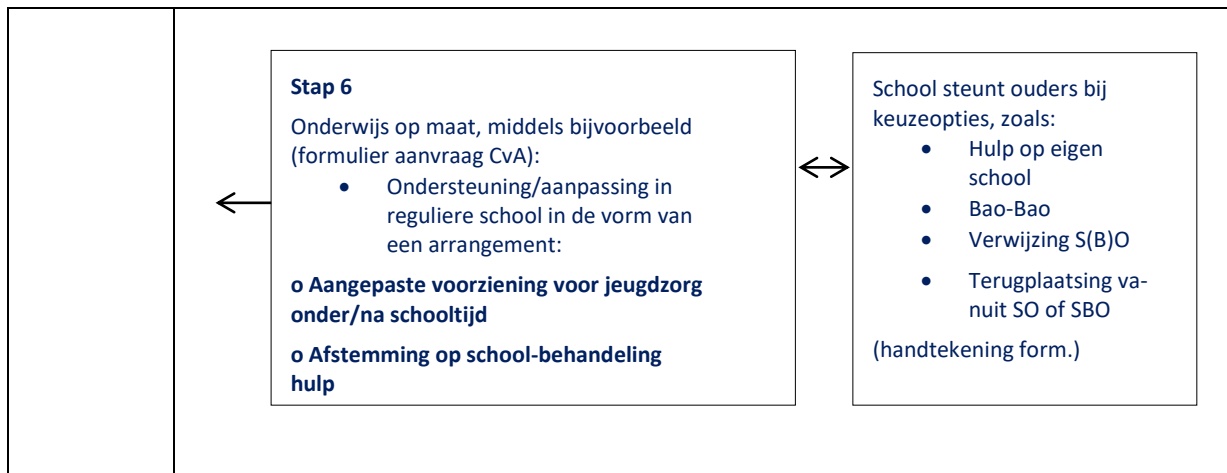 Stap 6
Onderwijs op maat, middels bijvoorbeeld
(formulier aanvraag CvA):
• Ondersteuning/aanpassing in
reguliere school in de vorm van
een arrangement:
o Aangepaste voorziening voor jeugdzorg
onder/na schooltijd
o Afstemming op school-behandeling
hulp
School steunt ouders bij
keuzeopties, zoals:
• Hulp op eigen
school
• Bao-Bao
• Verwijzing S(B)O
• Terugplaatsing va-
nuit SO of SBO
(handtekening form.)